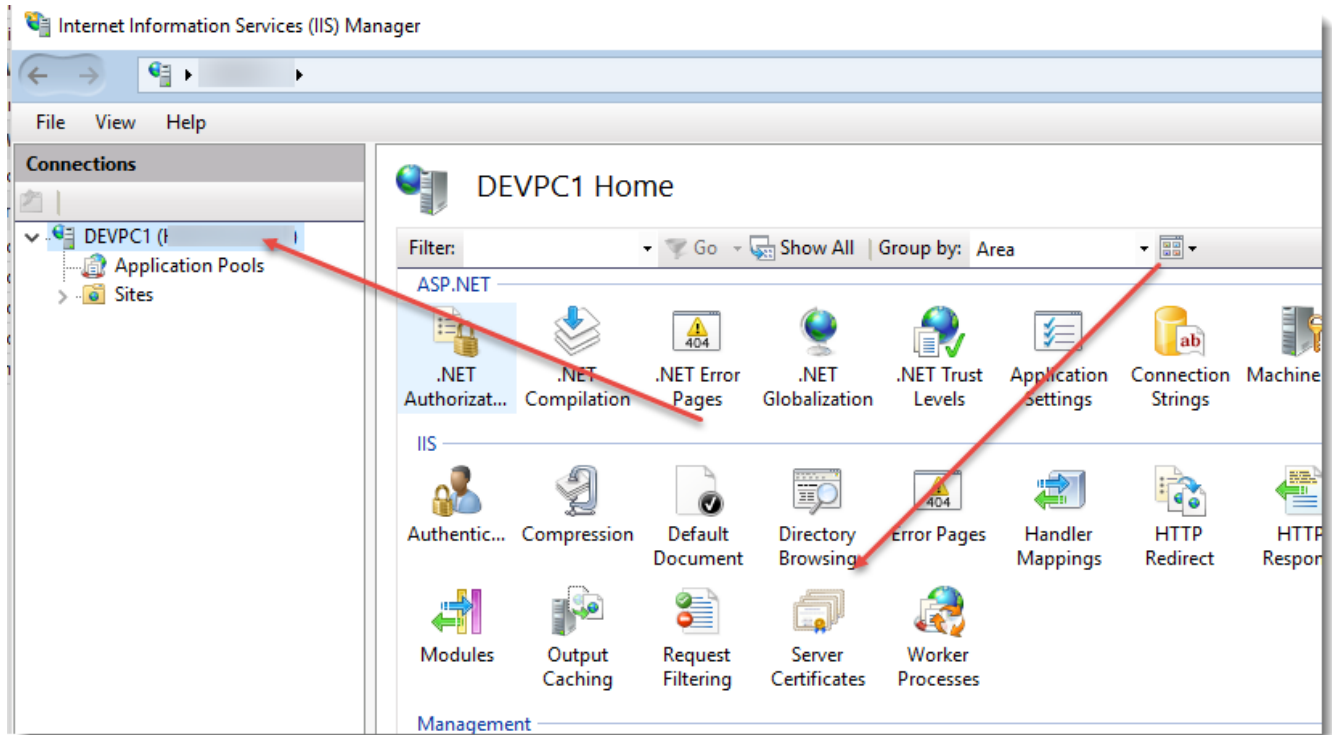 Internet Information Services (IIS) Manager
File View Help
Connections
DEVPC1 (
Application Pools
Sites
DEVPC1 Home
Filter: Go Show All Group by: Area
ASP.NET
.NET Authorizat...
.NET Compilation
.NET Error Pages
.NET Globalization
.NET Trust Levels
Application Settings
Connection Strings
Machine
404
ab
IIS
Authentic...
Compression
Default Document
Directory Browsing
Error Pages
Handler Mappings
HTTP Redirect
HTTP Respon
404
Modules
Output Caching
Request Filtering
Server Certificates
Worker Processes
Management